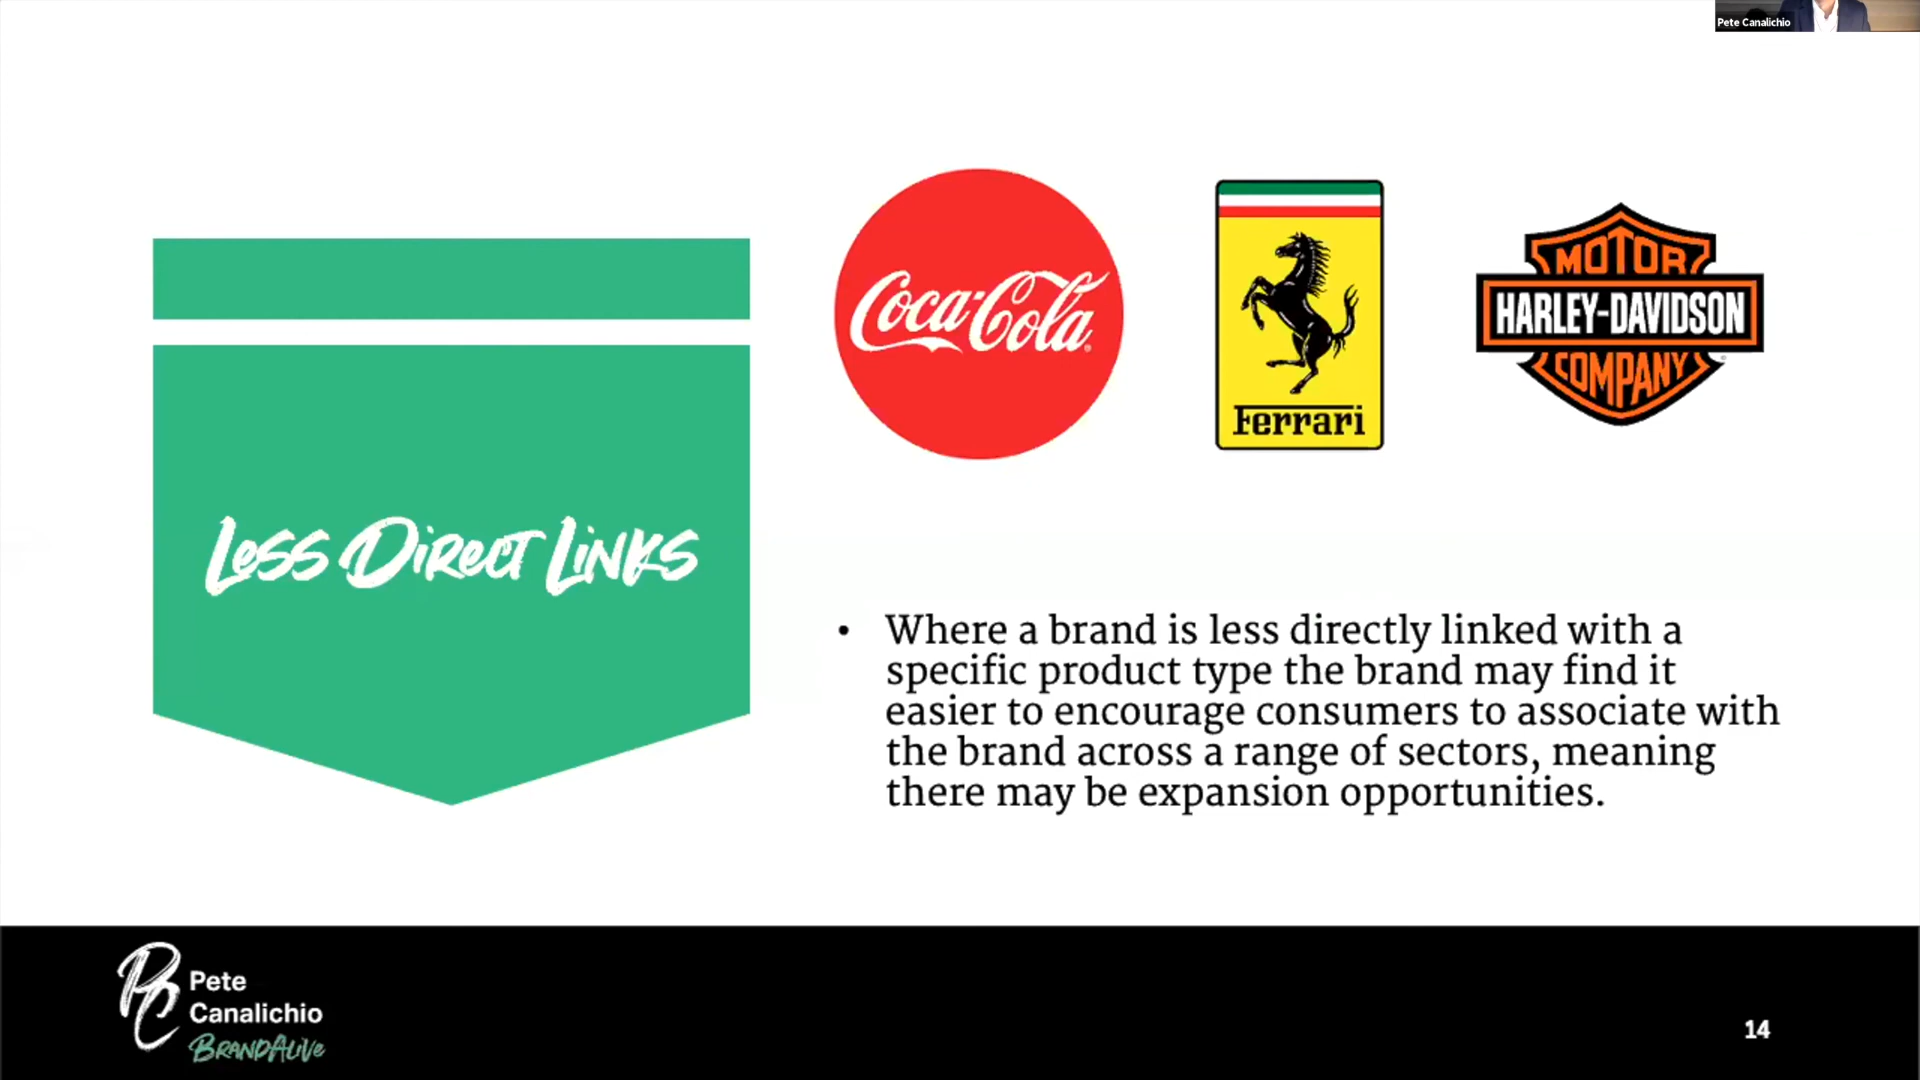 Pete Canalichio
Coca-Cola
Ferrari
MOTOR
HARLEY-DAVIDSON
COMPANY
Less Direct Links
• Where a brand is less directly linked with a
specific product type the brand may find it
easier to encourage consumers to associate with
the brand across a range of sectors, meaning
there may be expansion opportunities.
PC
Pete
Canalichio
BRANDALIVE
14